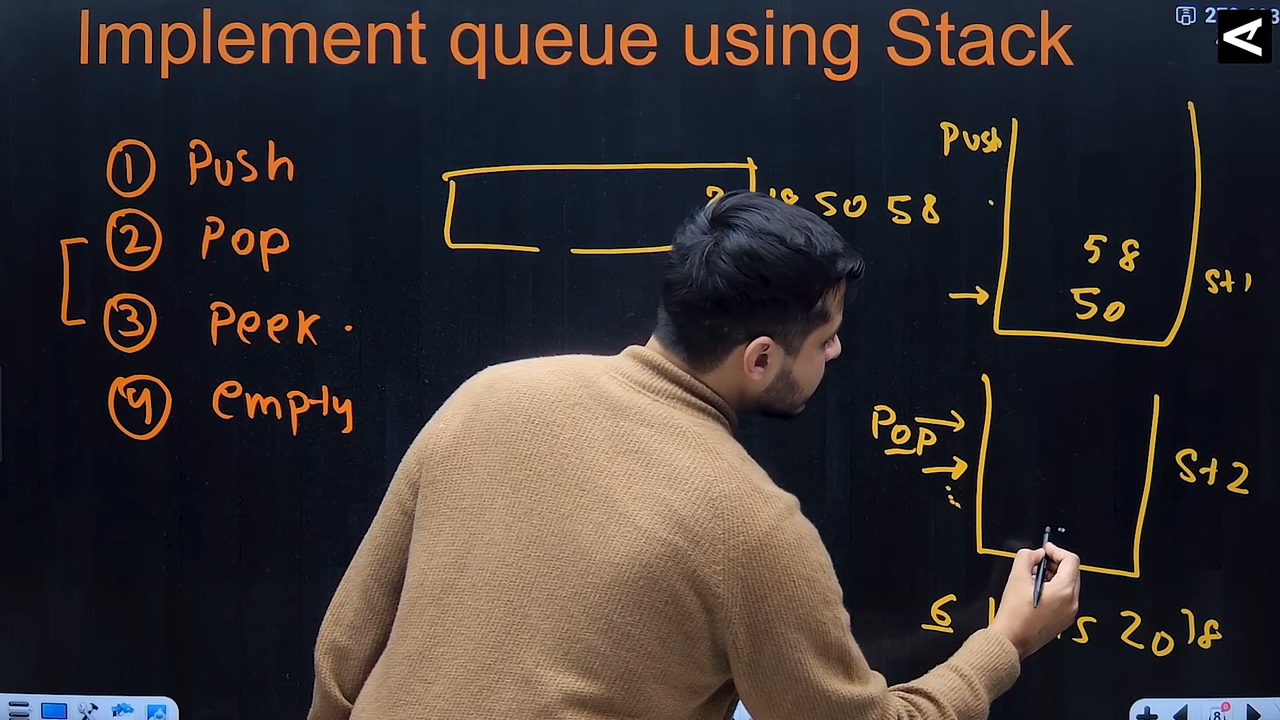 Implement queue using Stack
① Push
② Pop
③ Peek.
④ empty
50 58
Push
58
50
St1
Pop
St2
6 20 18